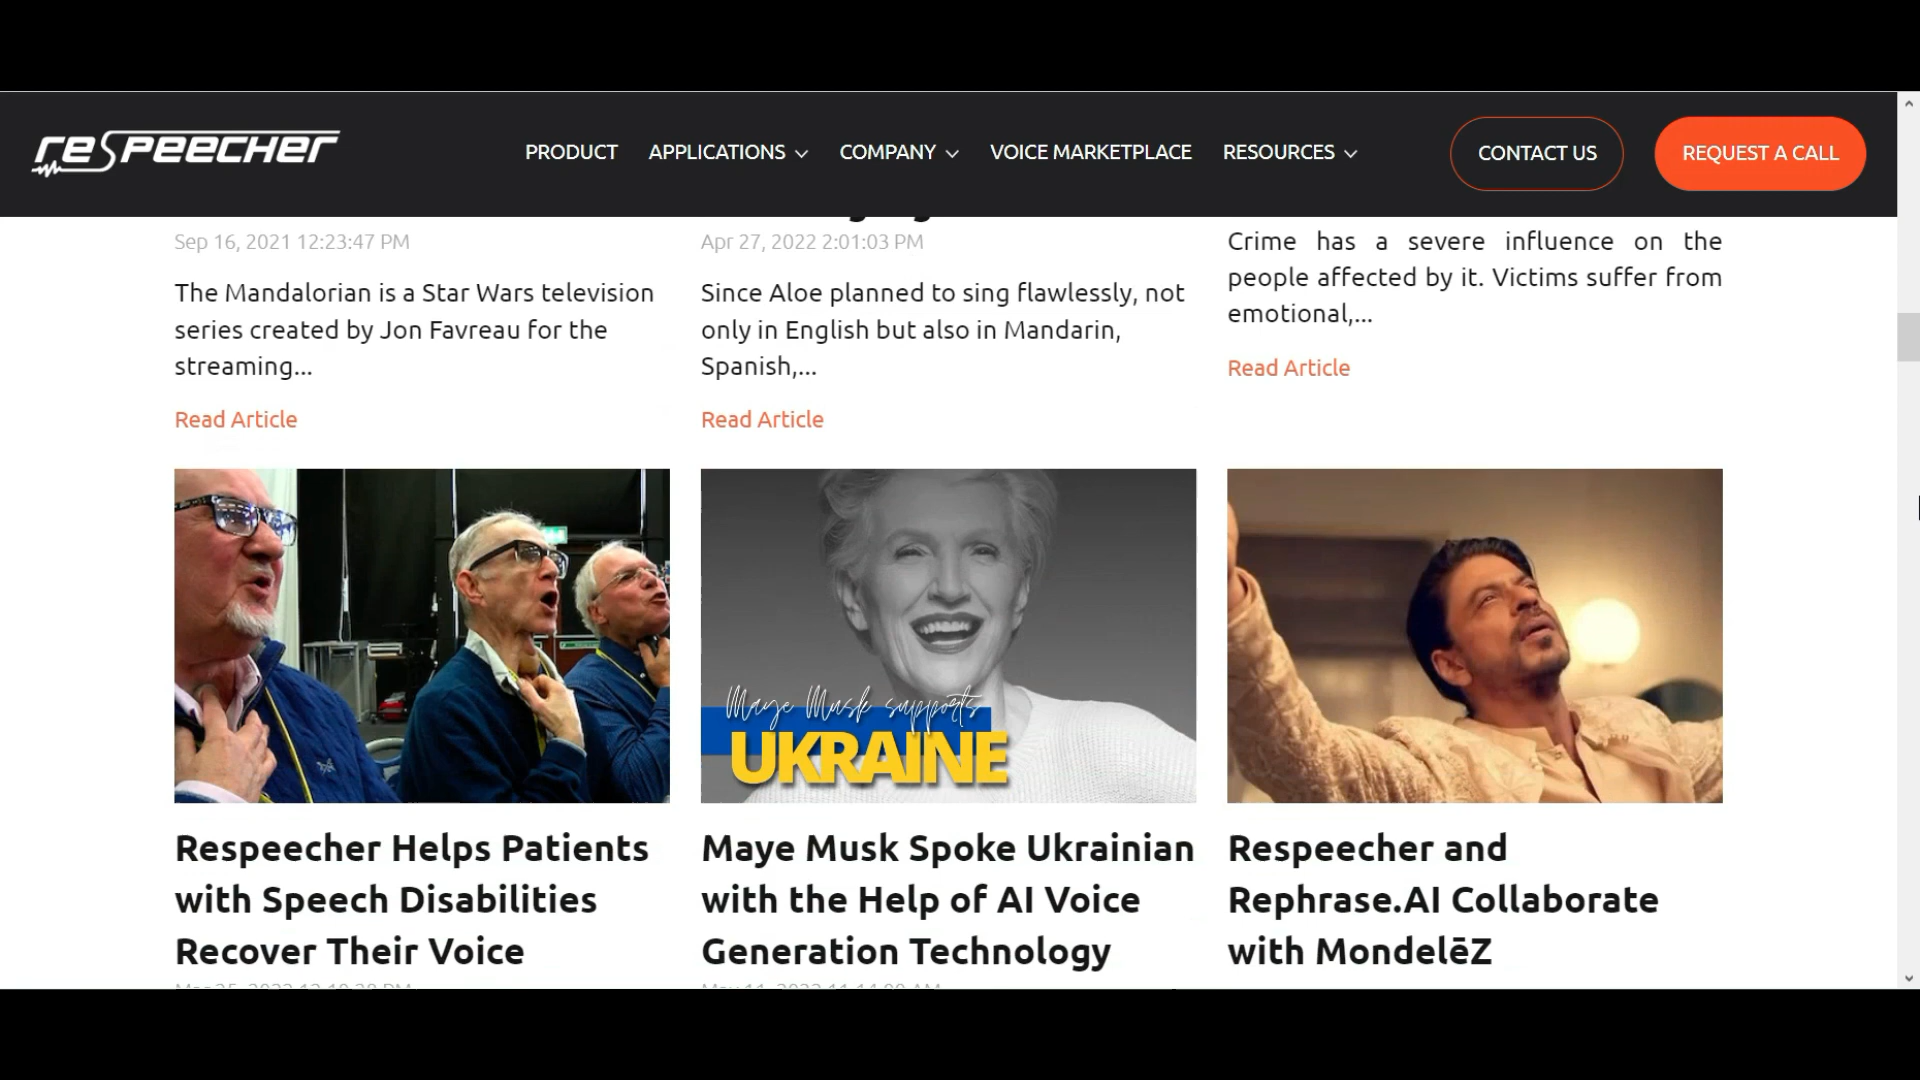 reSPEECHer
PRODUCT
APPLICATIONS
COMPANY
VOICE MARKETPLACE
RESOURCES
CONTACT US
REQUEST A CALL
Sep 16, 2021 12:23:47 PM
The Mandalorian is a Star Wars television
series created by Jon Favreau for the
streaming...
Read Article
Apr 27, 2022 2:01:03 PM
Since Aloe planned to sing flawlessly, not
only in English but also in Mandarin,
Spanish,...
Read Article
Crime has a severe influence on the
people affected by it. Victims suffer from
emotional,...
Read Article
Maye Musk supports
UKRAINE
Respeecher Helps Patients
with Speech Disabilities
Recover Their Voice
Maye Musk Spoke Ukrainian
with the Help of AI Voice
Generation Technology
Respeecher and
Rephrase.AI Collaborate
with MondelēZ